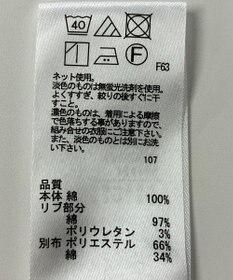 40
F
F63
ネット使用。
淡色のものは無蛍光洗剤を使用。
よくすすぎ、絞りの後すぐに干
すこと。
濃色のものは、着用による摩擦
で色落ちする事がありますので、
組み合せの衣服にご注意下さい。
また、淡色のものとは別にお洗
い下さい。
107
品質
本体 綿 100%
リブ部分
綿 97%
ポリウレタン 3%
別布 ポリエステル 66%
綿 34%